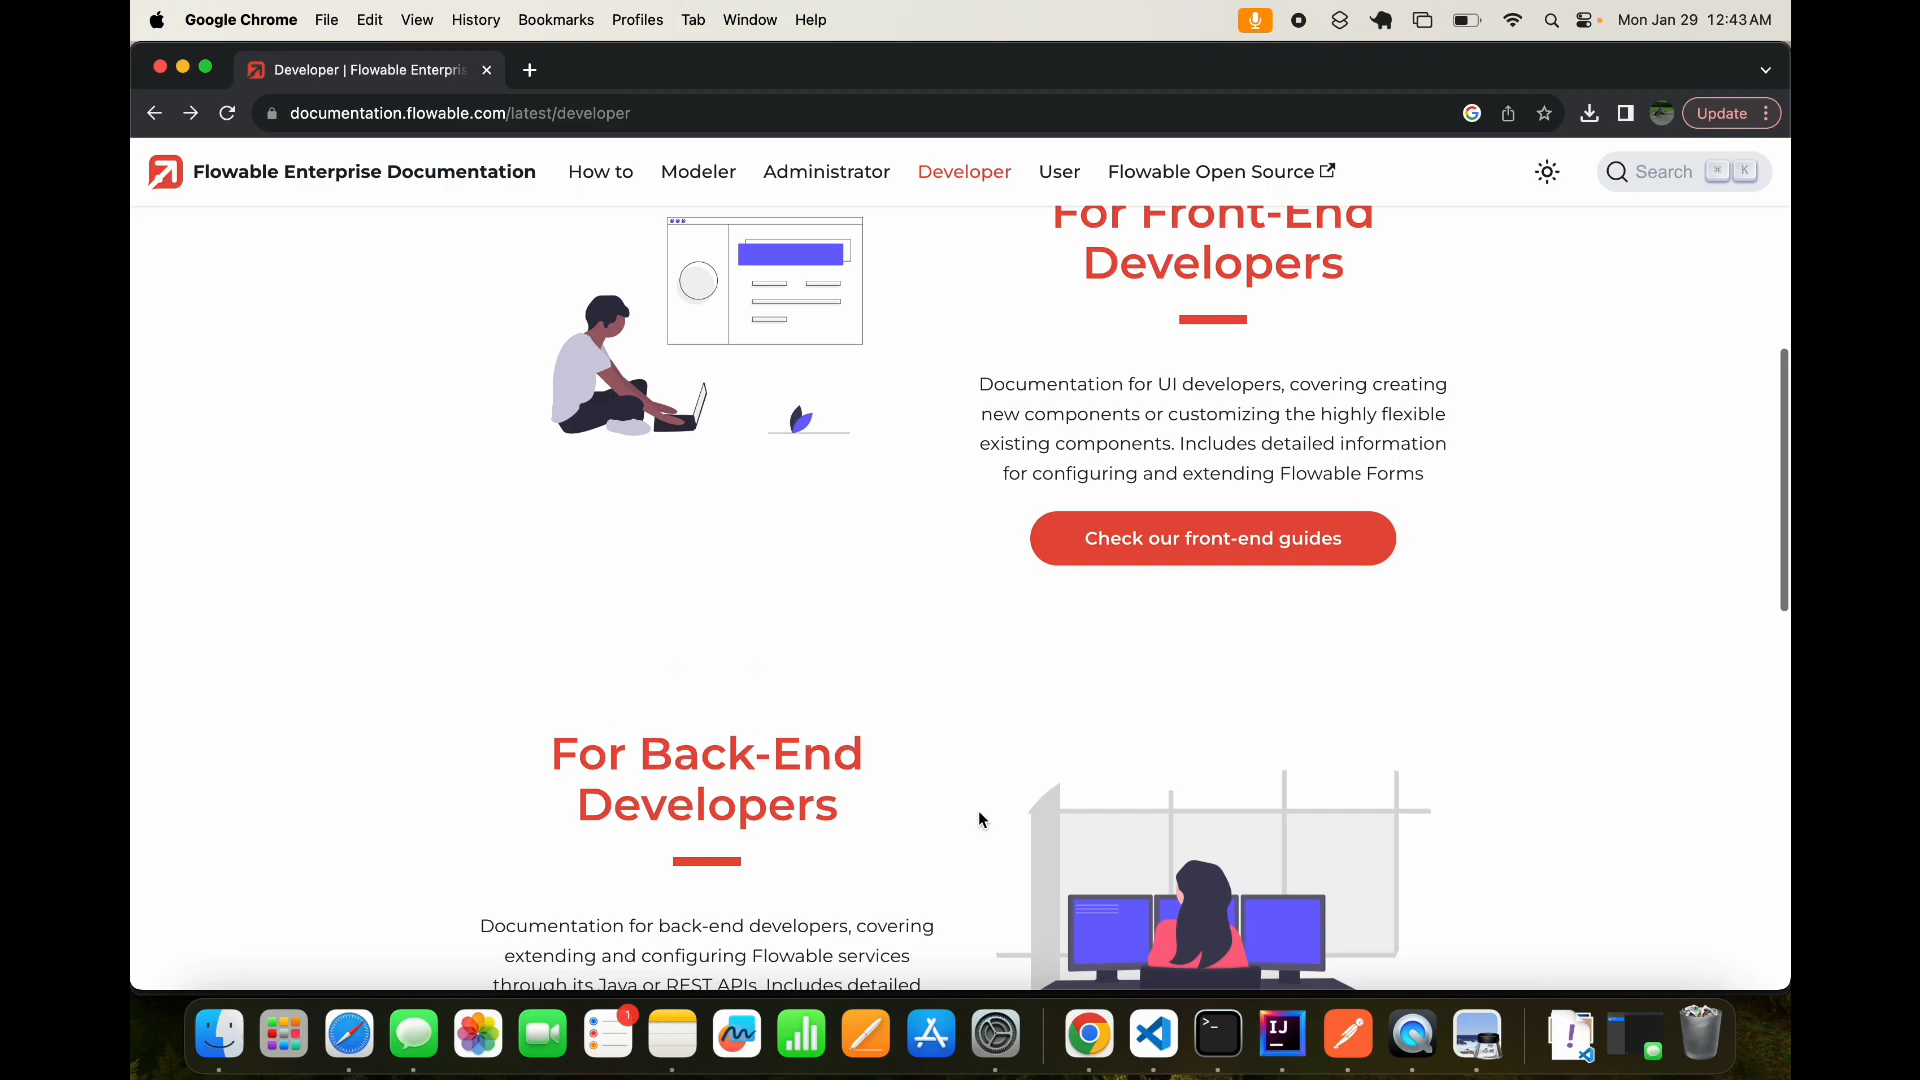 Google Chrome File Edit View History Bookmarks Profiles Tab Window Help Mon Jan 29 12:43 AM
Developer | Flowable Enterpris
documentation.flowable.com/latest/developer Update
Flowable Enterprise Documentation How to Modeler Administrator Developer User Flowable Open Source Search ⌘ K
For Front-End
Developers
Documentation for UI developers, covering creating
new components or customizing the highly flexible
existing components. Includes detailed information
for configuring and extending Flowable Forms
Check our front-end guides
For Back-End
Developers
Documentation for back-end developers, covering
extending and configuring Flowable services
through its Java or REST APIs. Includes detailed
1
>_
IJ